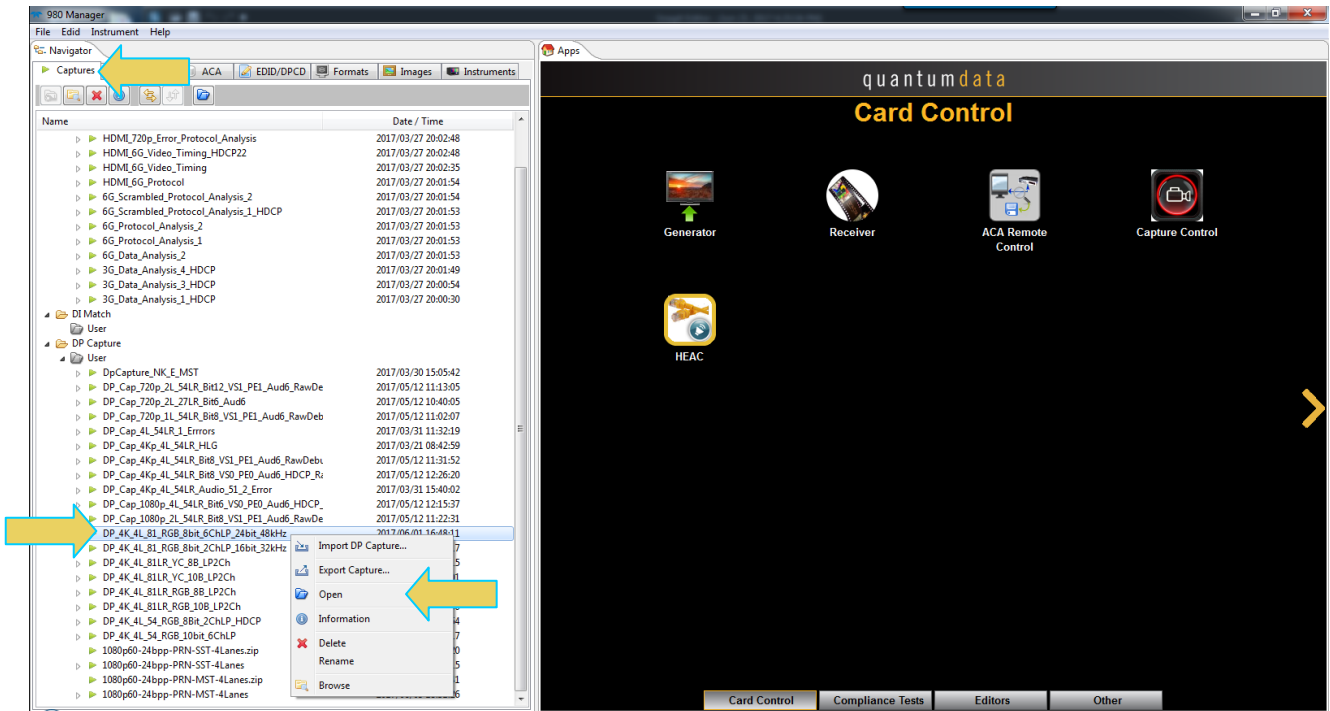 980 Manager
File Edid Instrument Help
Navigator
Captures ACA EDID/DPCD Formats Images Instruments
Name Date / Time
HDMI_720p_Error_Protocol_Analysis 2017/03/27 20:02:48
HDMI_6G_Video_Timing_HDCP22 2017/03/27 20:02:48
HDMI_6G_Video_Timing 2017/03/27 20:02:35
HDMI_6G_Protocol 2017/03/27 20:01:54
6G_Scrambled_Protocol_Analysis_2 2017/03/27 20:01:54
6G_Scrambled_Protocol_Analysis_1_HDCP 2017/03/27 20:01:53
6G_Protocol_Analysis_2 2017/03/27 20:01:53
6G_Protocol_Analysis_1 2017/03/27 20:01:53
6G_Data_Analysis_2 2017/03/27 20:01:53
3G_Data_Analysis_4_HDCP 2017/03/27 20:01:49
3G_Data_Analysis_3_HDCP 2017/03/27 20:00:54
3G_Data_Analysis_1_HDCP 2017/03/27 20:00:30
DI Match
User
DP Capture
User
DpCapture_NK_E_MST 2017/03/30 15:05:42
DP_Cap_720p_2L_54LR_Bit12_VS1_PE1_Aud6_RawDe 2017/05/12 11:13:05
DP_Cap_720p_2L_27LR_Bit6_Aud6 2017/05/12 10:40:05
DP_Cap_720p_1L_54LR_Bit8_VS1_PE1_Aud6_RawDeb 2017/05/12 11:02:07
DP_Cap_4L_54LR_1_Errrors 2017/03/31 11:32:19
DP_Cap_4Kp_4L_54LR_HLG 2017/03/21 08:42:59
DP_Cap_4Kp_4L_54LR_Bit8_VS1_PE1_Aud6_RawDebu 2017/05/12 11:31:52
DP_Cap_4Kp_4L_54LR_Bit8_VS0_PE0_Aud6_HDCP_Ra 2017/05/12 12:26:20
DP_Cap_4Kp_4L_54LR_Audio_51_2_Error 2017/03/31 15:40:02
DP_Cap_1080p_4L_54LR_Bit6_VS0_PE0_Aud6_HDCP_ 2017/05/12 12:15:37
DP_Cap_1080p_2L_54LR_Bit8_VS1_PE1_Aud6_RawDe 2017/05/12 11:22:31
DP_4K_4L_81_RGB_8bit_6ChLP_24bit_48kHz 2017/06/01 16:48:11
DP_4K_4L_81_RGB_8bit_2ChLP_16bit_32kHz
DP_4K_4L_81LR_YC_8B_LP2Ch
DP_4K_4L_81LR_YC_10B_LP2Ch
DP_4K_4L_81LR_RGB_8B_LP2Ch
DP_4K_4L_81LR_RGB_10B_LP2Ch
DP_4K_4L_54_RGB_8Bit_2ChLP_HDCP
DP_4K_4L_54_RGB_10bit_6ChLP
1080p60-24bpp-PRN-SST-4Lanes.zip
1080p60-24bpp-PRN-SST-4Lanes
1080p60-24bpp-PRN-MST-4Lanes.zip
1080p60-24bpp-PRN-MST-4Lanes
Import DP Capture...
Export Capture...
Open
Information
Delete
Rename
Browse
Apps
quantumdata
Card Control
Generator Receiver ACA Remote Control Capture Control
HEAC
Card Control Compliance Tests Editors Other